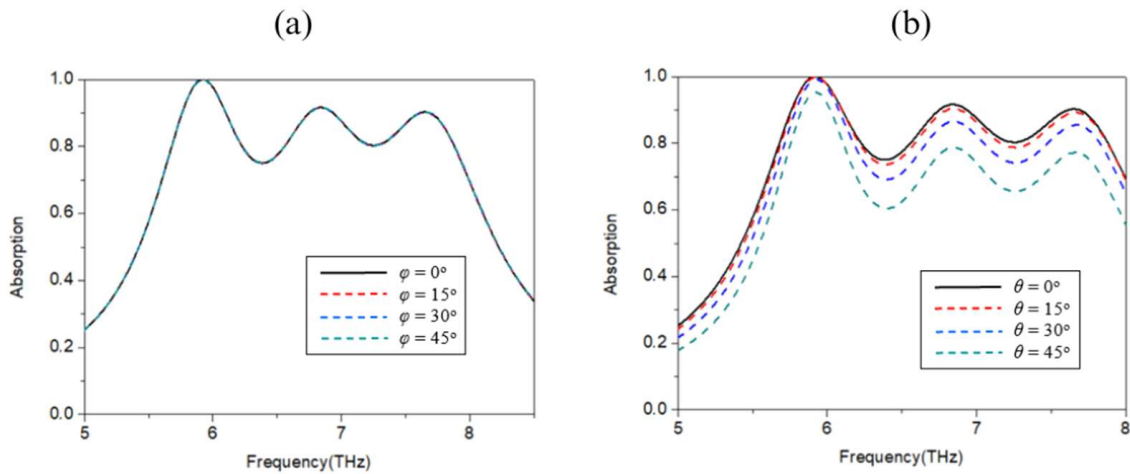 (a)
1.0
0.8
0.6
0.4
0.2
0.0
Absorption
φ = 0°
φ = 15°
φ = 30°
φ = 45°
5 6 7 8
Frequency(THz)
(b)
1.0
0.8
0.6
0.4
0.2
0.0
Absorption
θ = 0°
θ = 15°
θ = 30°
θ = 45°
5 6 7 8
Frequency(THz)